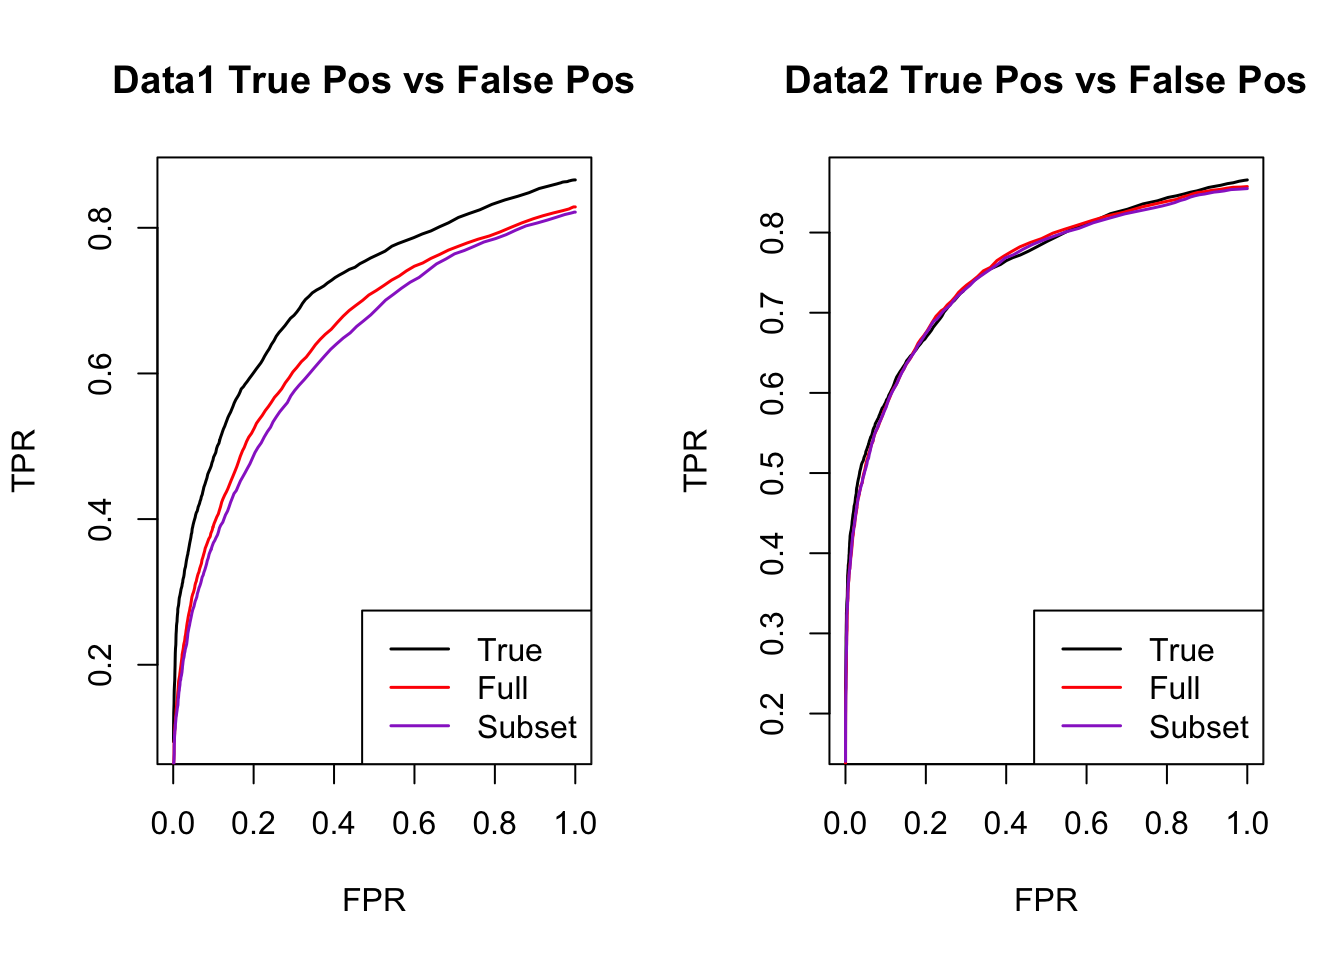 Data1 True Pos vs False Pos
TPR
0.8
0.6
0.4
0.2
True
Full
Subset
0.0 0.2 0.4 0.6 0.8 1.0
FPR
Data2 True Pos vs False Pos
TPR
0.8
0.7
0.6
0.5
0.4
0.3
0.2
True
Full
Subset
0.0 0.2 0.4 0.6 0.8 1.0
FPR